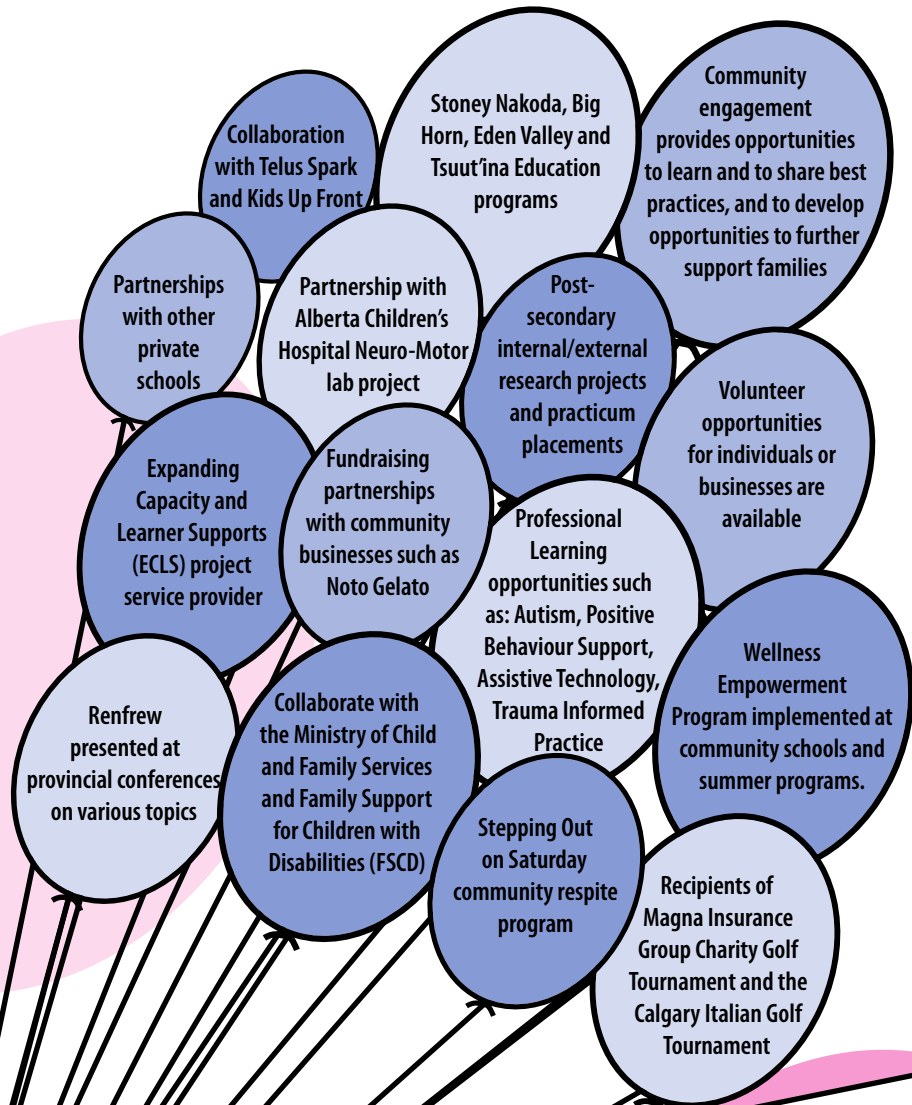 Collaboration
with Telus Spark
and Kids Up Front
Stoney Nakoda, Big
Horn, Eden Valley and
Tsuut’ina Education
programs
Community
engagement
provides opportunities
to learn and to share best
practices, and to develop
opportunities to further
support families
Partnerships
with other
private
schools
Partnership with
Alberta Children’s
Hospital Neuro-Motor
lab project
Post-
secondary
internal/external
research projects
and practicum
placements
Volunteer
opportunities
for individuals or
businesses are
available
Expanding
Capacity and
Learner Supports
(ECLS) project
service provider
Fundraising
partnerships
with community
businesses such as
Noto Gelato
Professional
Learning
opportunities such
as: Autism, Positive
Behaviour Support,
Assistive Technology,
Trauma Informed
Practice
Wellness
Empowerment
Program implemented at
community schools and
summer programs.
Renfrew
presented at
provincial conferences
on various topics
Collaborate with
the Ministry of Child
and Family Services
and Family Support
for Children with
Disabilities (FSCD)
Stepping Out
on Saturday
community respite
program
Recipients of
Magna Insurance
Group Charity Golf
Tournament and the
Calgary Italian Golf
Tournament